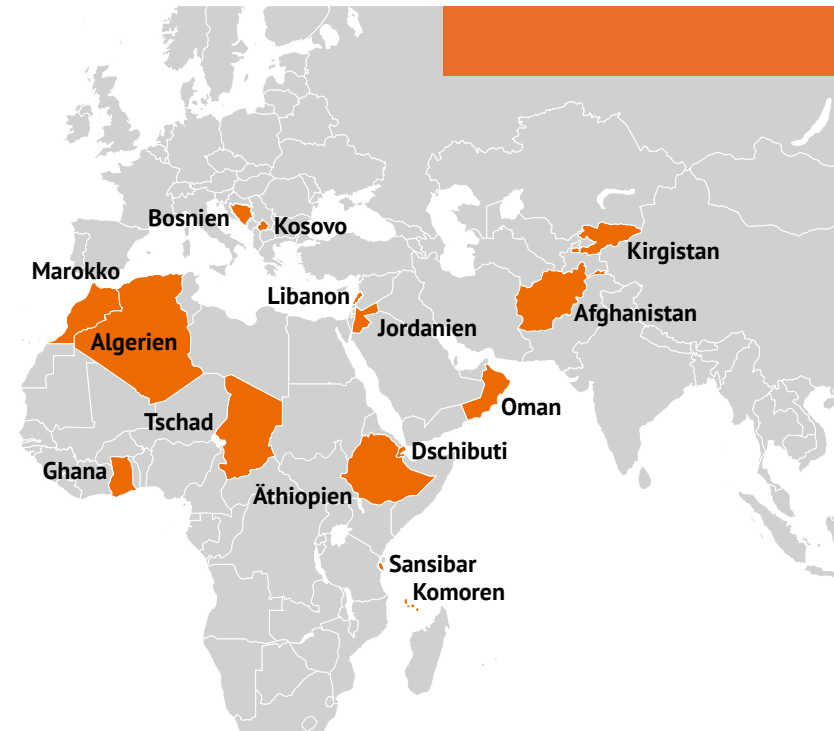 Bosnien
Kosovo
Kirgistan
Marokko
Libanon
Afghanistan
Jordanien
Algerien
Oman
Tschad
Dschibuti
Ghana
Äthiopien
Sansibar
Komoren